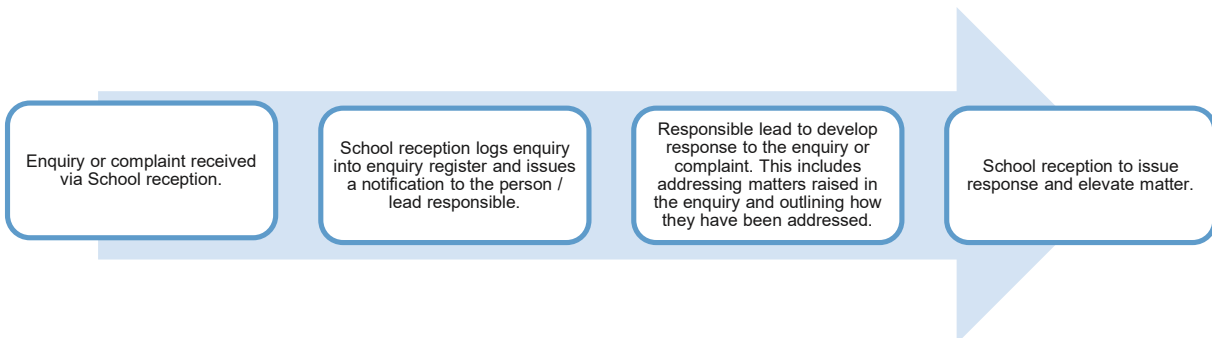 Enquiry or complaint received
via School reception.
School reception logs enquiry
into enquiry register and issues
a notification to the person /
lead responsible.
Responsible lead to develop
response to the enquiry or
complaint. This includes
addressing matters raised in
the enquiry and outlining how
they have been addressed.
School reception to issue
response and elevate matter.